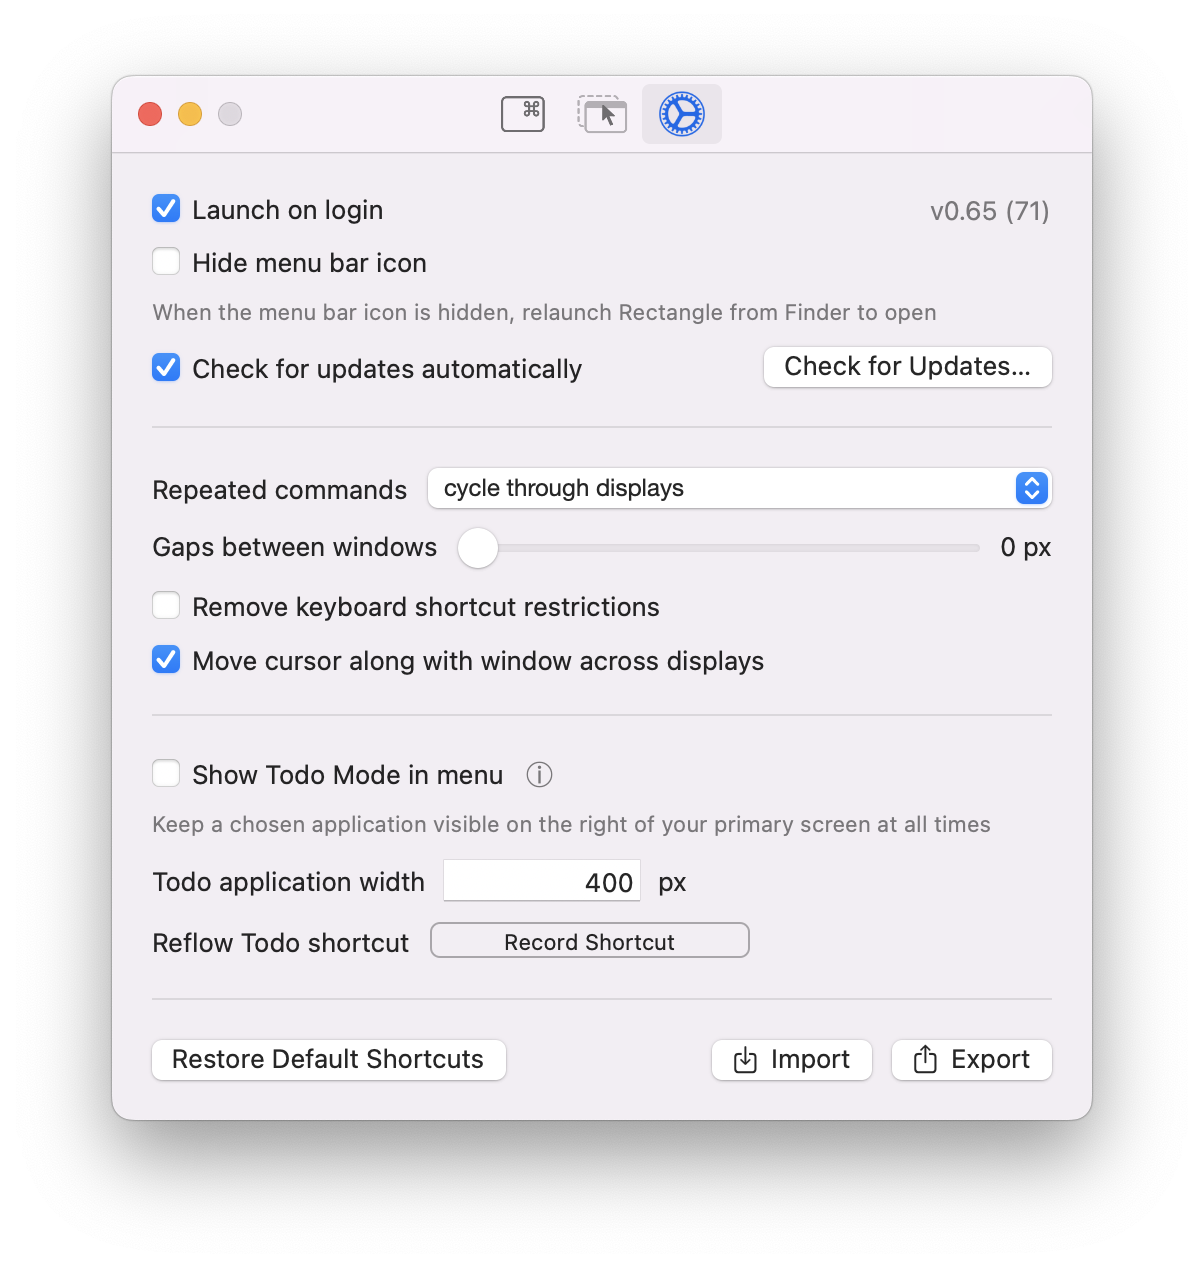 ⌘
Launch on login
v0.65 (71)
Hide menu bar icon
When the menu bar icon is hidden, relaunch Rectangle from Finder to open
Check for updates automatically
Check for Updates...
Repeated commands
cycle through displays
Gaps between windows
0 px
Remove keyboard shortcut restrictions
Move cursor along with window across displays
Show Todo Mode in menu
Keep a chosen application visible on the right of your primary screen at all times
Todo application width
400
px
Reflow Todo shortcut
Record Shortcut
Restore Default Shortcuts
Import
Export